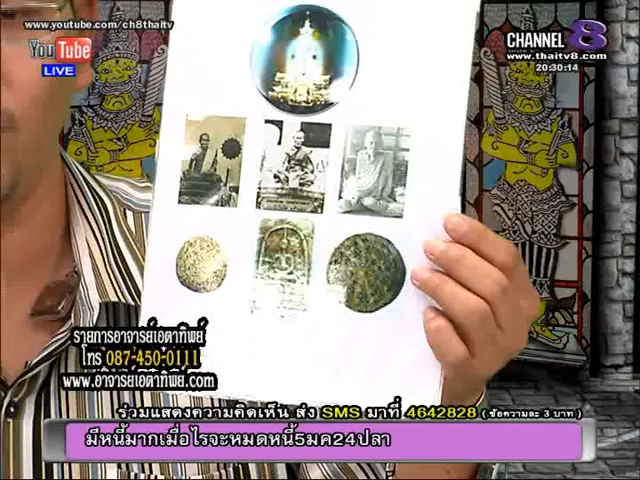 www.youtube.com/ch8thaitv
YouTube
LIVE
CHANNEL 8
www.thaitv8.com
20:30:14
รายการอาจารย์เอตาทิพย์
โทร 087-450-0111
www.อาจารย์เอตาทิพย์.com
ร่วมแสดงความคิดเห็น ส่ง SMS มาที่ 4642828 ( ข้อความละ 3 บาท )
มีหนี้มากเมื่อไรจะหมดหนี้5มค24ปลา